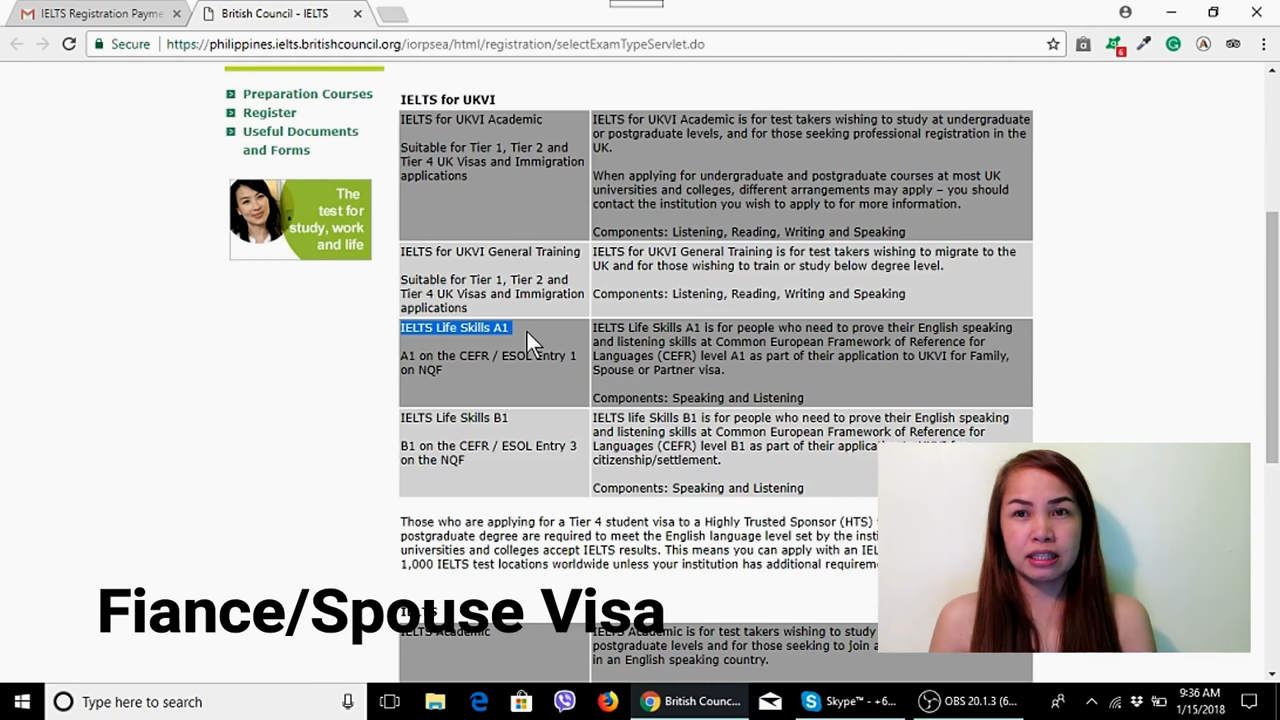 IELTS Registration Payme
British Council - IELTS
Secure
https://philippines.ielts.britishcouncil.org/iorpsea/html/registration/selectExamTypeServlet.do
6
Preparation Courses
Register
Useful Documents
and Forms
The
test for
study, work
and life
IELTS for UKVI
IELTS for UKVI Academic
Suitable for Tier 1, Tier 2 and
Tier 4 UK Visas and Immigration
applications
IELTS for UKVI Academic is for test takers wishing to study at undergraduate
or postgraduate levels, and for those seeking professional registration in the
UK.
When applying for undergraduate and postgraduate courses at most UK
universities and colleges, different arrangements may apply – you should
contact the institution you wish to apply to for more information.
Components: Listening, Reading, Writing and Speaking
IELTS for UKVI General Training
Suitable for Tier 1, Tier 2 and
Tier 4 UK Visas and Immigration
applications
IELTS for UKVI General Training is for test takers wishing to migrate to the
UK and for those wishing to train or study below degree level.
Components: Listening, Reading, Writing and Speaking
IELTS Life Skills A1
A1 on the CEFR / ESOL Entry 1
on NQF
IELTS Life Skills A1 is for people who need to prove their English speaking
and listening skills at Common European Framework of Reference for
Languages (CEFR) level A1 as part of their application to UKVI for Family,
Spouse or Partner visa.
Components: Speaking and Listening
IELTS Life Skills B1
B1 on the CEFR / ESOL Entry 3
on the NQF
IELTS life Skills B1 is for people who need to prove their English speaking
and listening skills at Common European Framework of Reference for
Languages (CEFR) level B1 as part of their
citizenship/settlement.
Components: Speaking and Listening
Those who are applying for a Tier 4 student visa to a Highly Trusted Sponsor (HTS)
postgraduate degree are required to meet the English language level set by the
universities and colleges accept IELTS results. This means you can apply with an
1,000 IELTS test locations worldwide unless your institution has additional
Fiance/Spouse Visa
IELTS Academic
IELTS Academic is for test takers wishing to study
postgraduate levels and for those seeking to join
in an English speaking country.
Type here to search
British Counc...
Skype™ - +6...
OBS 20.1.3 (6...
9:36 AM
1/15/2018